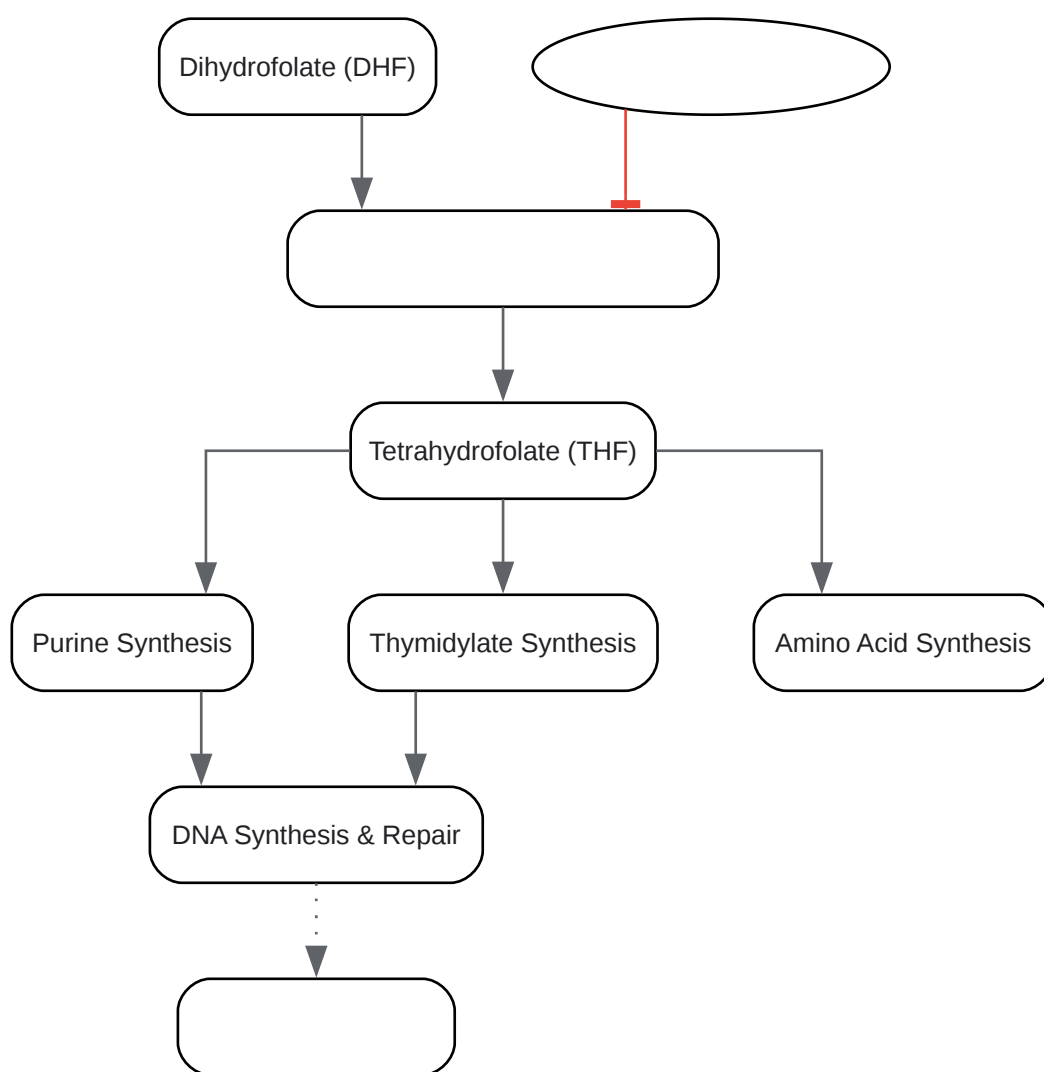 Dihydrofolate (DHF)
Tetrahydrofolate (THF)
Purine Synthesis
Thymidylate Synthesis
Amino Acid Synthesis
DNA Synthesis & Repair